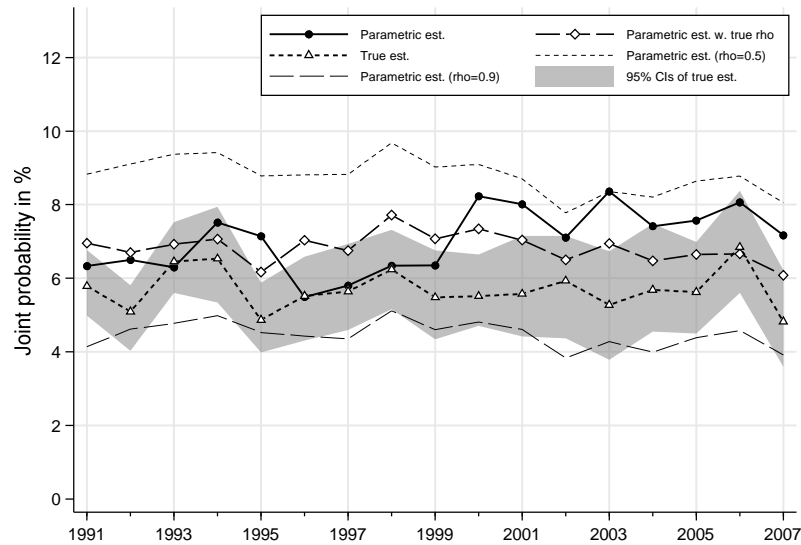 Parametric est.
Parametric est. w. true rho
True est.
Parametric est. (rho=0.5)
Parametric est. (rho=0.9)
95% CIs of true est.
Joint probability in %
12
10
8
6
4
2
0
1991 1993 1995 1997 1999 2001 2003 2005 2007